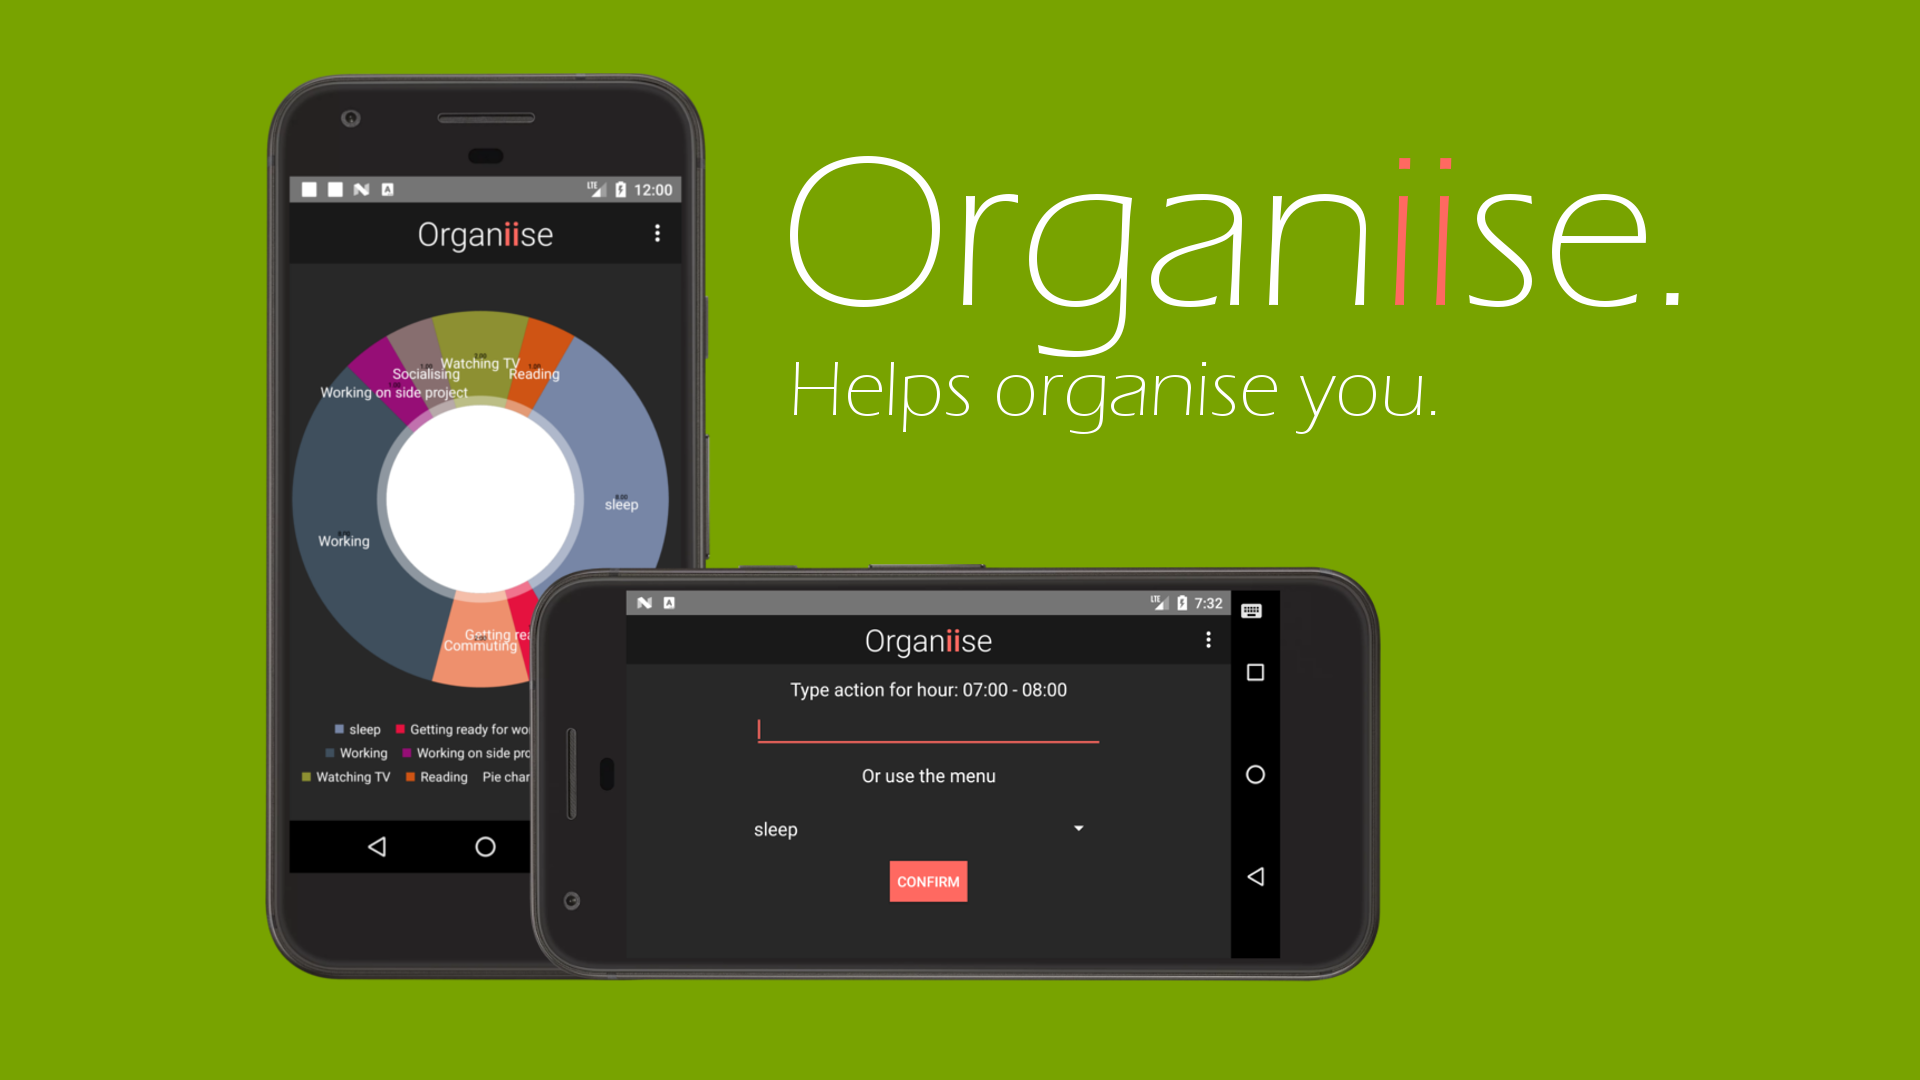 Organiise.
Helps organise you.
12:00
Organiise
Watching TV
Socialising
Reading
Working on side project
sleep
Working
Getting rea
Commuting
sleep Getting ready for wo
Working Working on side pro
Watching TV Reading Pie char
LTE 7:32
Organiise
Type action for hour: 07:00 - 08:00
Or use the menu
sleep
CONFIRM